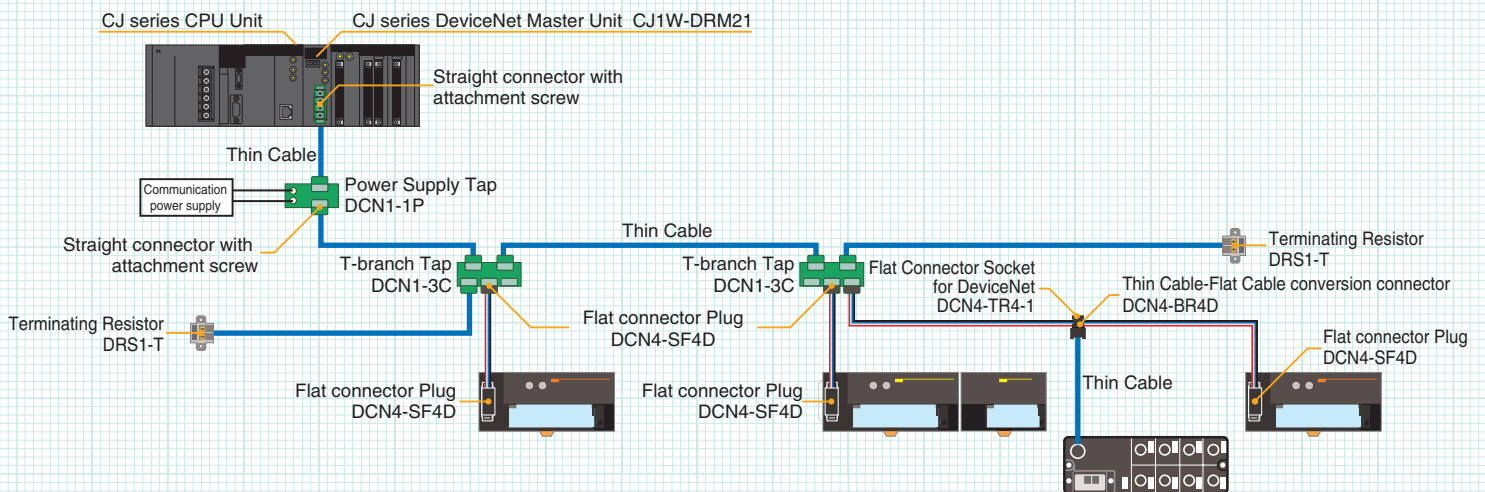 CJ series CPU Unit
CJ series DeviceNet Master Unit CJ1W-DRM21
Straight connector with
attachment screw
Thin Cable
Communication
power supply
Power Supply Tap
DCN1-1P
Straight connector with
attachment screw
T-branch Tap
DCN1-3C
Thin Cable
T-branch Tap
DCN1-3C
Flat Connector Socket
for DeviceNet
DCN4-TR4-1
Terminating Resistor
DRS1-T
Thin Cable-Flat Cable conversion connector
DCN4-BR4D
Terminating Resistor
DRS1-T
Flat connector Plug
DCN4-SF4D
Flat connector Plug
DCN4-SF4D
Flat connector Plug
DCN4-SF4D
Flat connector Plug
DCN4-SF4D
Thin Cable